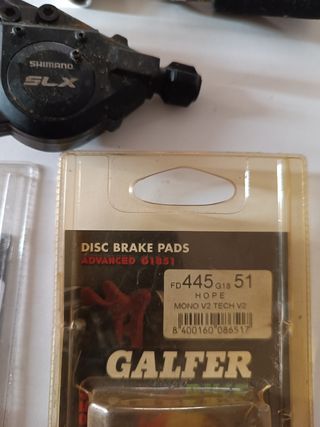 SHIMANO
SLX
DISC BRAKE PADS
ADVANCED G1851
FD 445 G18 51
HOPE
MONO V2 TECH V2
8 400160 086517
GALFER